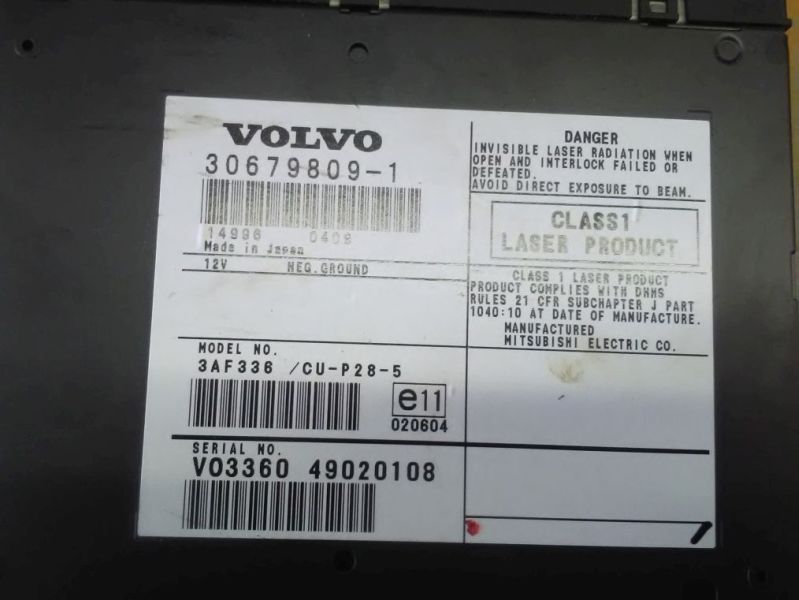 VOLVO
30679809-1
14996 0409
Made in Japan
12V NEG.GROUND
MODEL NO.
3AF336 /CU-P28-5
e11
020604
SERIAL NO.
VO3360 49020108
DANGER
INVISIBLE LASER RADIATION WHEN
OPEN AND INTERLOCK FAILED OR
DEFEATED.
AVOID DIRECT EXPOSURE TO BEAM.
CLASS1
LASER PRODUCT
CLASS 1 LASER PRODUCT
PRODUCT COMPLIES WITH DHHS
RULES 21 CFR SUBCHAPTER J PART
1040:10 AT DATE OF MANUFACTURE.
MANUFACTURED
MITSUBISHI ELECTRIC CO.